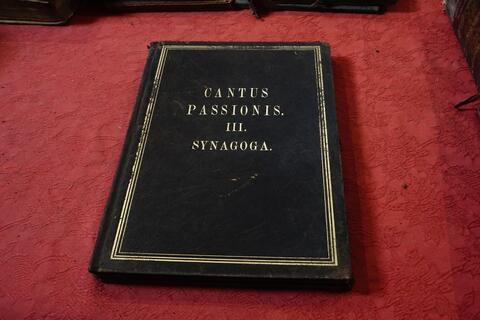 CANTUS
PASSIONIS.
III.
SYNAGOGA.